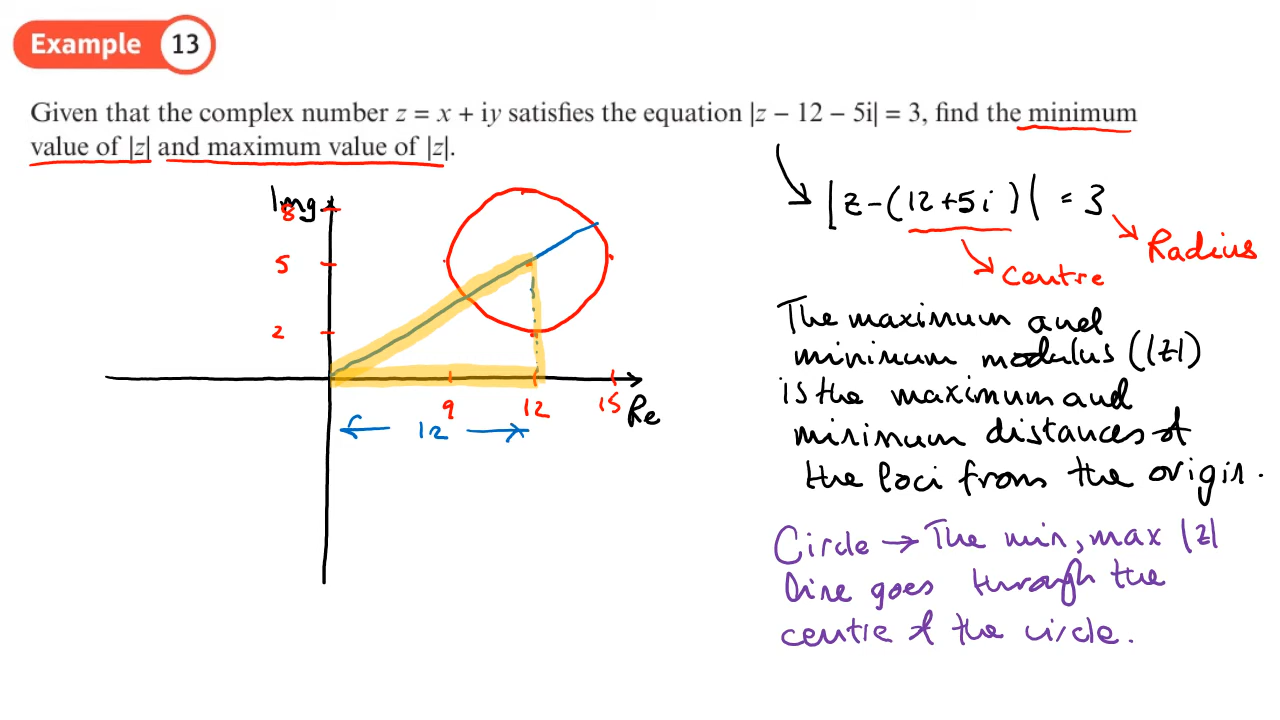 Example 13
Given that the complex number z = x + iy satisfies the equation |z − 12 − 5i| = 3, find the minimum
value of |z| and maximum value of |z|.
Img
8
5
2
9
12
15
Re
12
|z-(12+5i)| = 3
Radius
Centre
The maximum and
minimum modulus (|z|)
is the maximum and
minimum distances of
the loci from the origin.
Circle → The min, max |z|
line goes through the
centre of the circle.